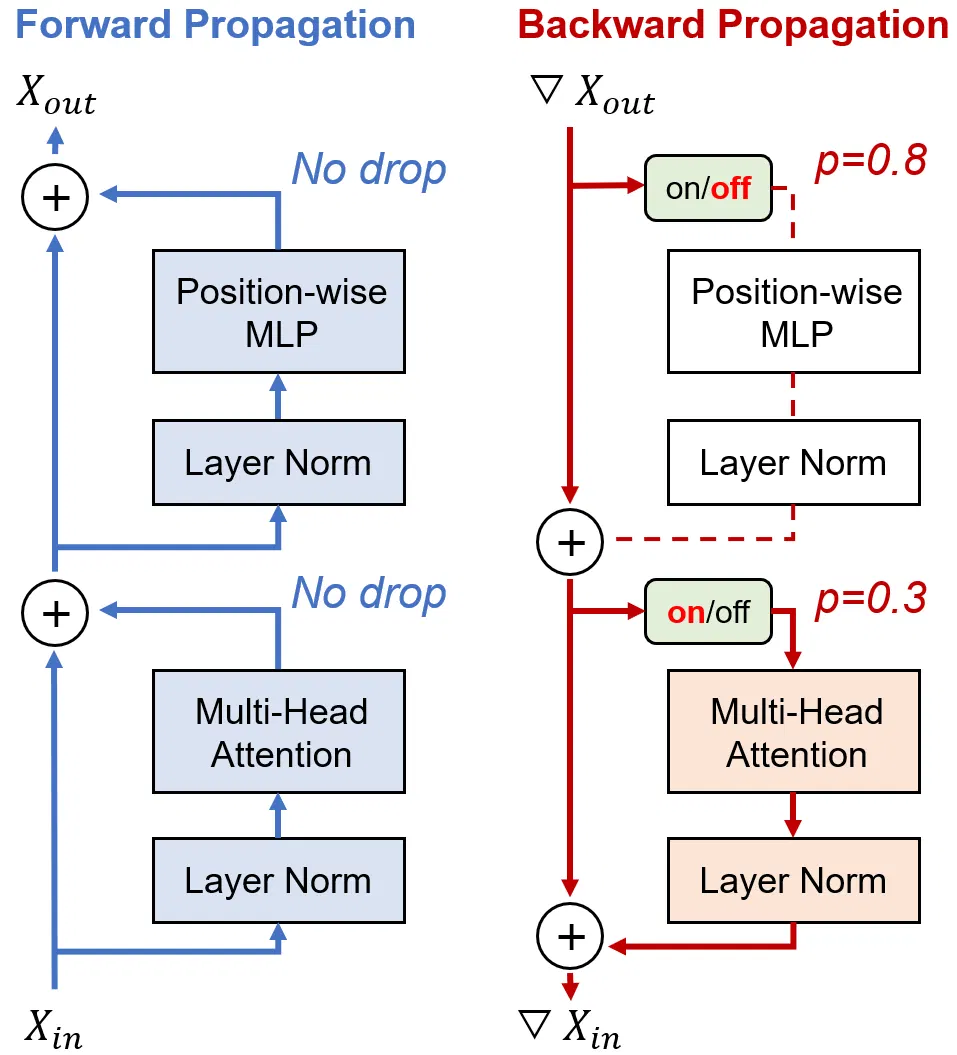 Forward Propagation
X_out
+
No drop
Position-wise
MLP
Layer Norm
+
No drop
Multi-Head
Attention
Layer Norm
X_in
Backward Propagation
▽ X_out
on/off
p=0.8
Position-wise
MLP
Layer Norm
+
on/off
p=0.3
Multi-Head
Attention
Layer Norm
+
▽ X_in